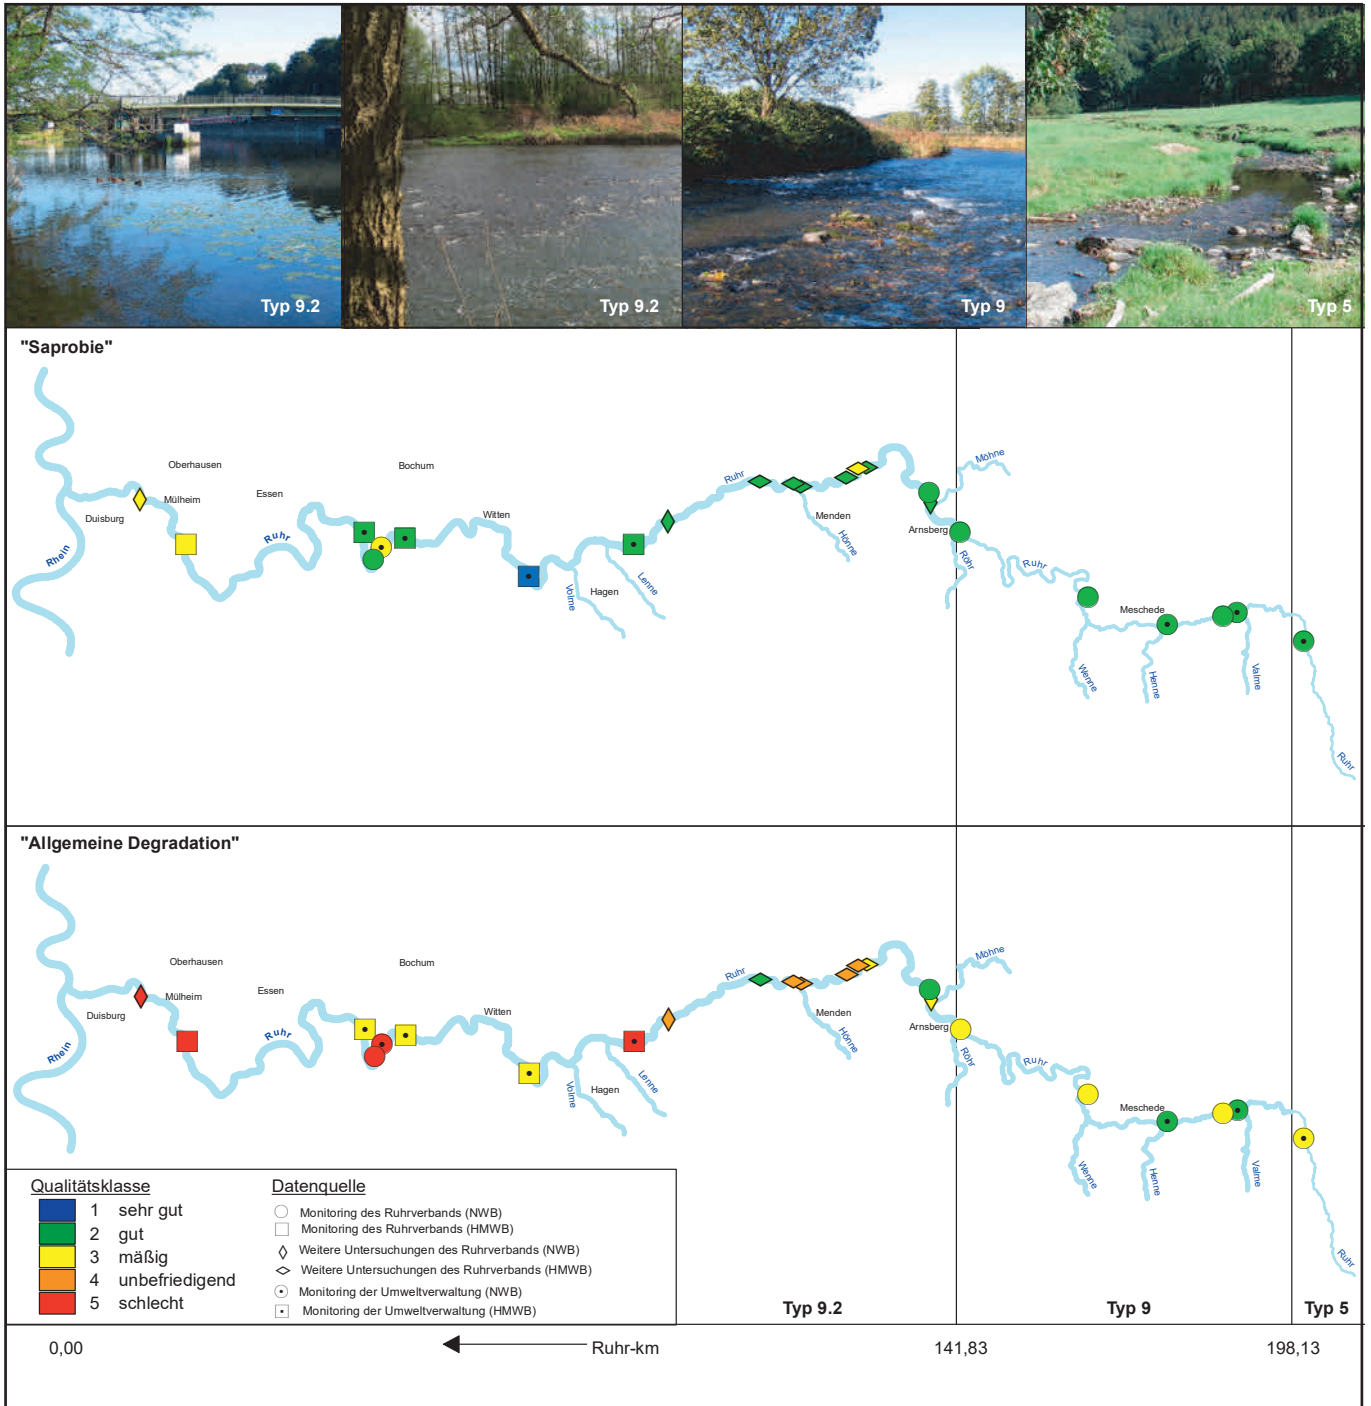 Typ 9.2
Typ 9.2
Typ 9
Typ 5
"Saprobie"
Oberhausen
Bochum
Möhne
Ruhr
Essen
Mülheim
Duisburg
Witten
Menden
Arnsberg
Rhein
Ruhr
Hönne
Röhr
Ruhr
Volme
Hagen
Lenne
Meschede
Wenne
Henne
Valme
Ruhr
"Allgemeine Degradation"
Oberhausen
Bochum
Möhne
Ruhr
Essen
Mülheim
Duisburg
Witten
Menden
Arnsberg
Rhein
Ruhr
Hönne
Röhr
Ruhr
Volme
Hagen
Lenne
Meschede
Wenne
Henne
Valme
Ruhr
Qualitätsklasse
1 sehr gut
2 gut
3 mäßig
4 unbefriedigend
5 schlecht
Datenquelle
Monitoring des Ruhrverbands (NWB)
Monitoring des Ruhrverbands (HMWB)
Weitere Untersuchungen des Ruhrverbands (NWB)
Weitere Untersuchungen des Ruhrverbands (HMWB)
Monitoring der Umweltverwaltung (NWB)
Monitoring der Umweltverwaltung (HMWB)
Typ 9.2
Typ 9
Typ 5
0,00
Ruhr-km
141,83
198,13